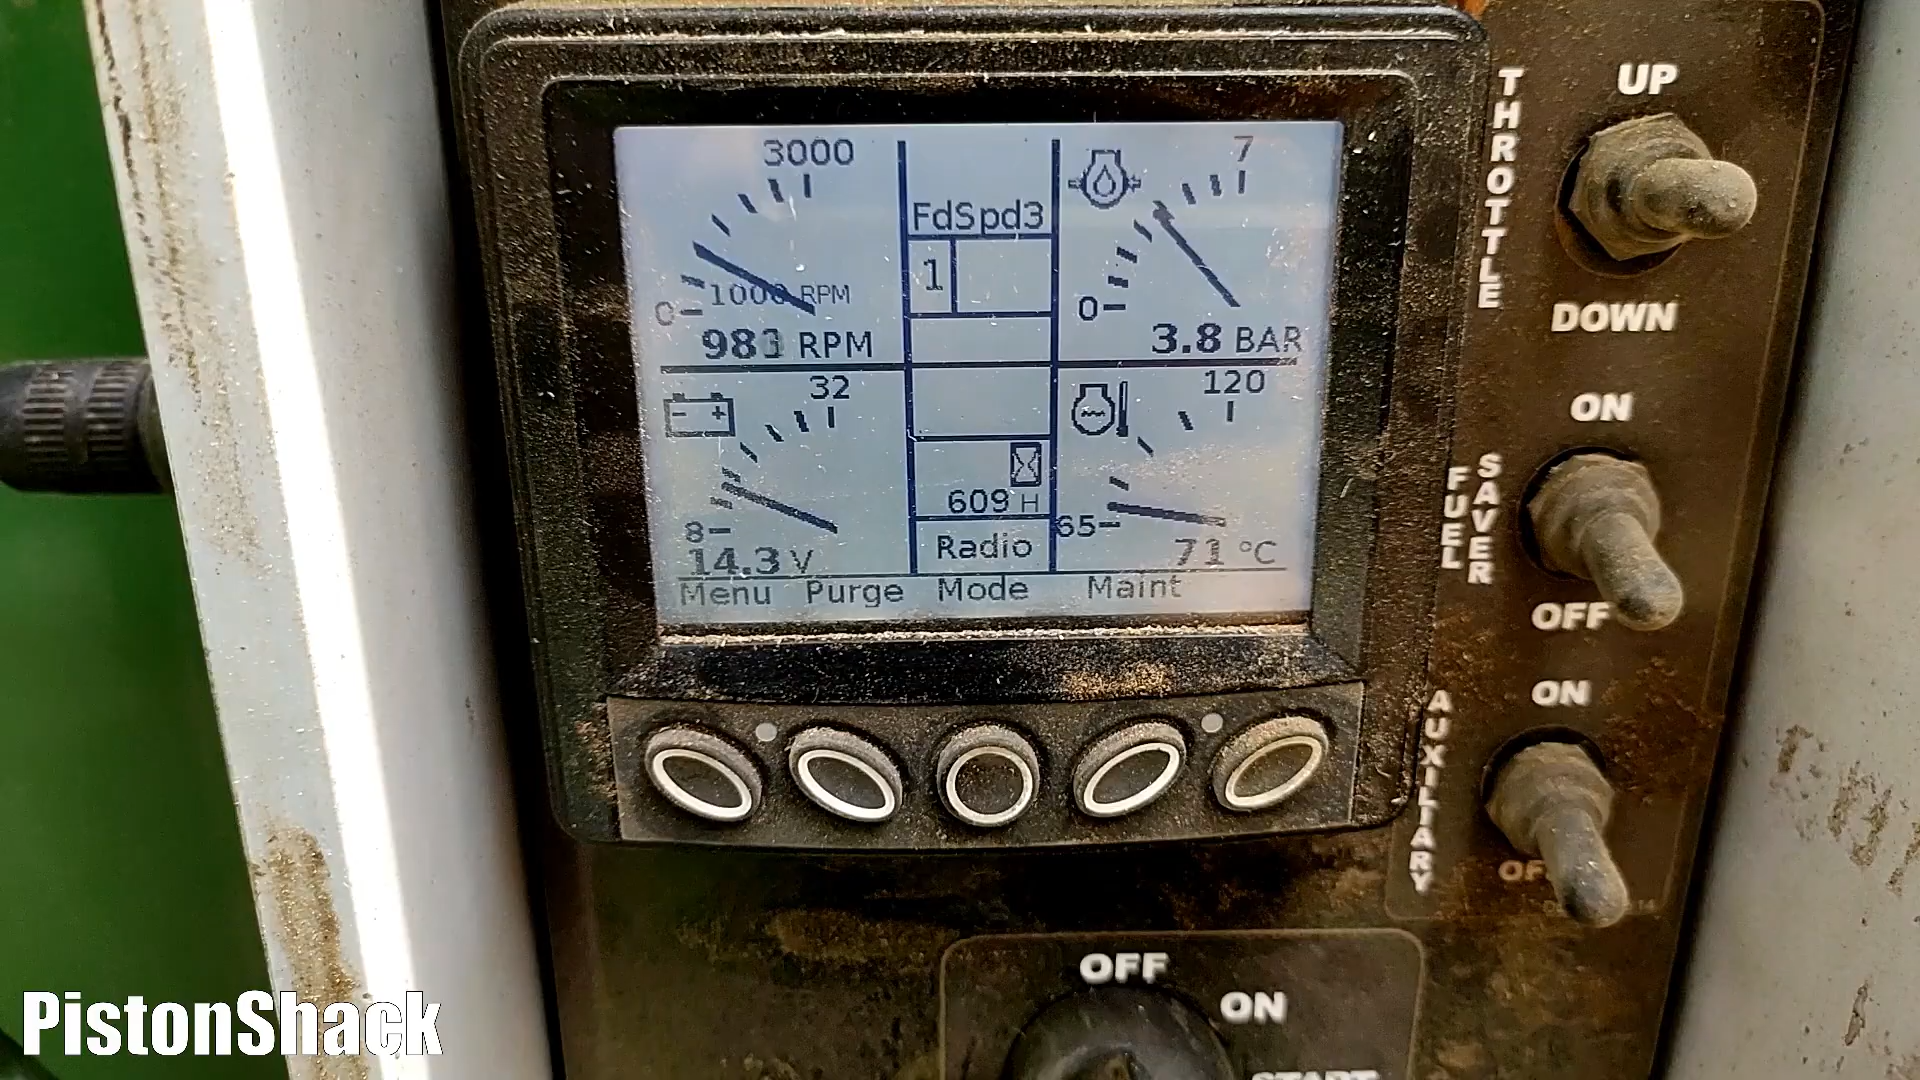 3000
0
1000 RPM
RPM
FdSpd3
1
7
0
3.8 BAR
32
8
14.3 V
609 H
Radio
120
65
71 °C
Menu Purge Mode Maint
THROTTLE
UP
DOWN
FUEL SAVER
ON
OFF
AUXILIARY
ON
OFF
ON
START
PistonShack